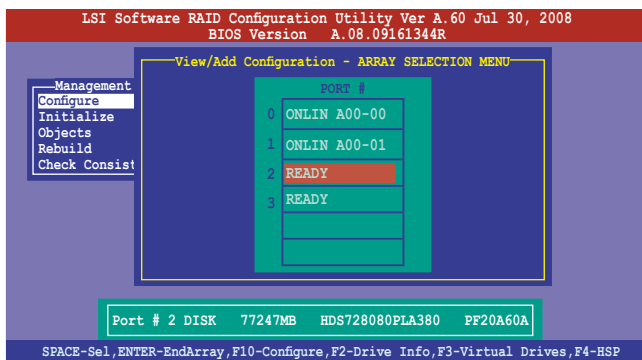 LSI Software RAID Configuration Utility Ver A.60 Jul 30, 2008
BIOS Version A.08.09161344R
View/Add Configuration - ARRAY SELECTION MENU
Management
Configure
Initialize
Objects
Rebuild
Check Consist
PORT #
0 ONLIN A00-00
1 ONLIN A00-01
2 READY
3 READY
Port # 2 DISK 77247MB HDS728080PLA380 PF20A60A
SPACE-Sel,ENTER-EndArray,F10-Configure,F2-Drive Info,F3-Virtual Drives,F4-HSP